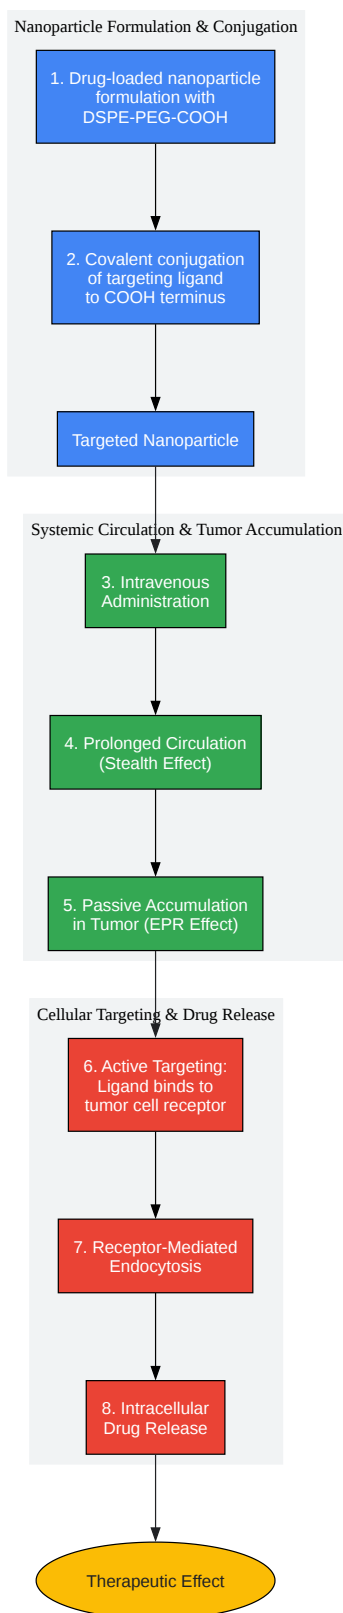 Nanoparticle Formulation & Conjugation
1. Drug-loaded nanoparticle
formulation with
DSPE-PEG-COOH
2. Covalent conjugation
of targeting ligand
to COOH terminus
Targeted Nanoparticle
Systemic Circulation & Tumor Accumulation
3. Intravenous
Administration
4. Prolonged Circulation
(Stealth Effect)
5. Passive Accumulation
in Tumor (EPR Effect)
Cellular Targeting & Drug Release
6. Active Targeting:
Ligand binds to
tumor cell receptor
7. Receptor-Mediated
Endocytosis
8. Intracellular
Drug Release
Therapeutic Effect